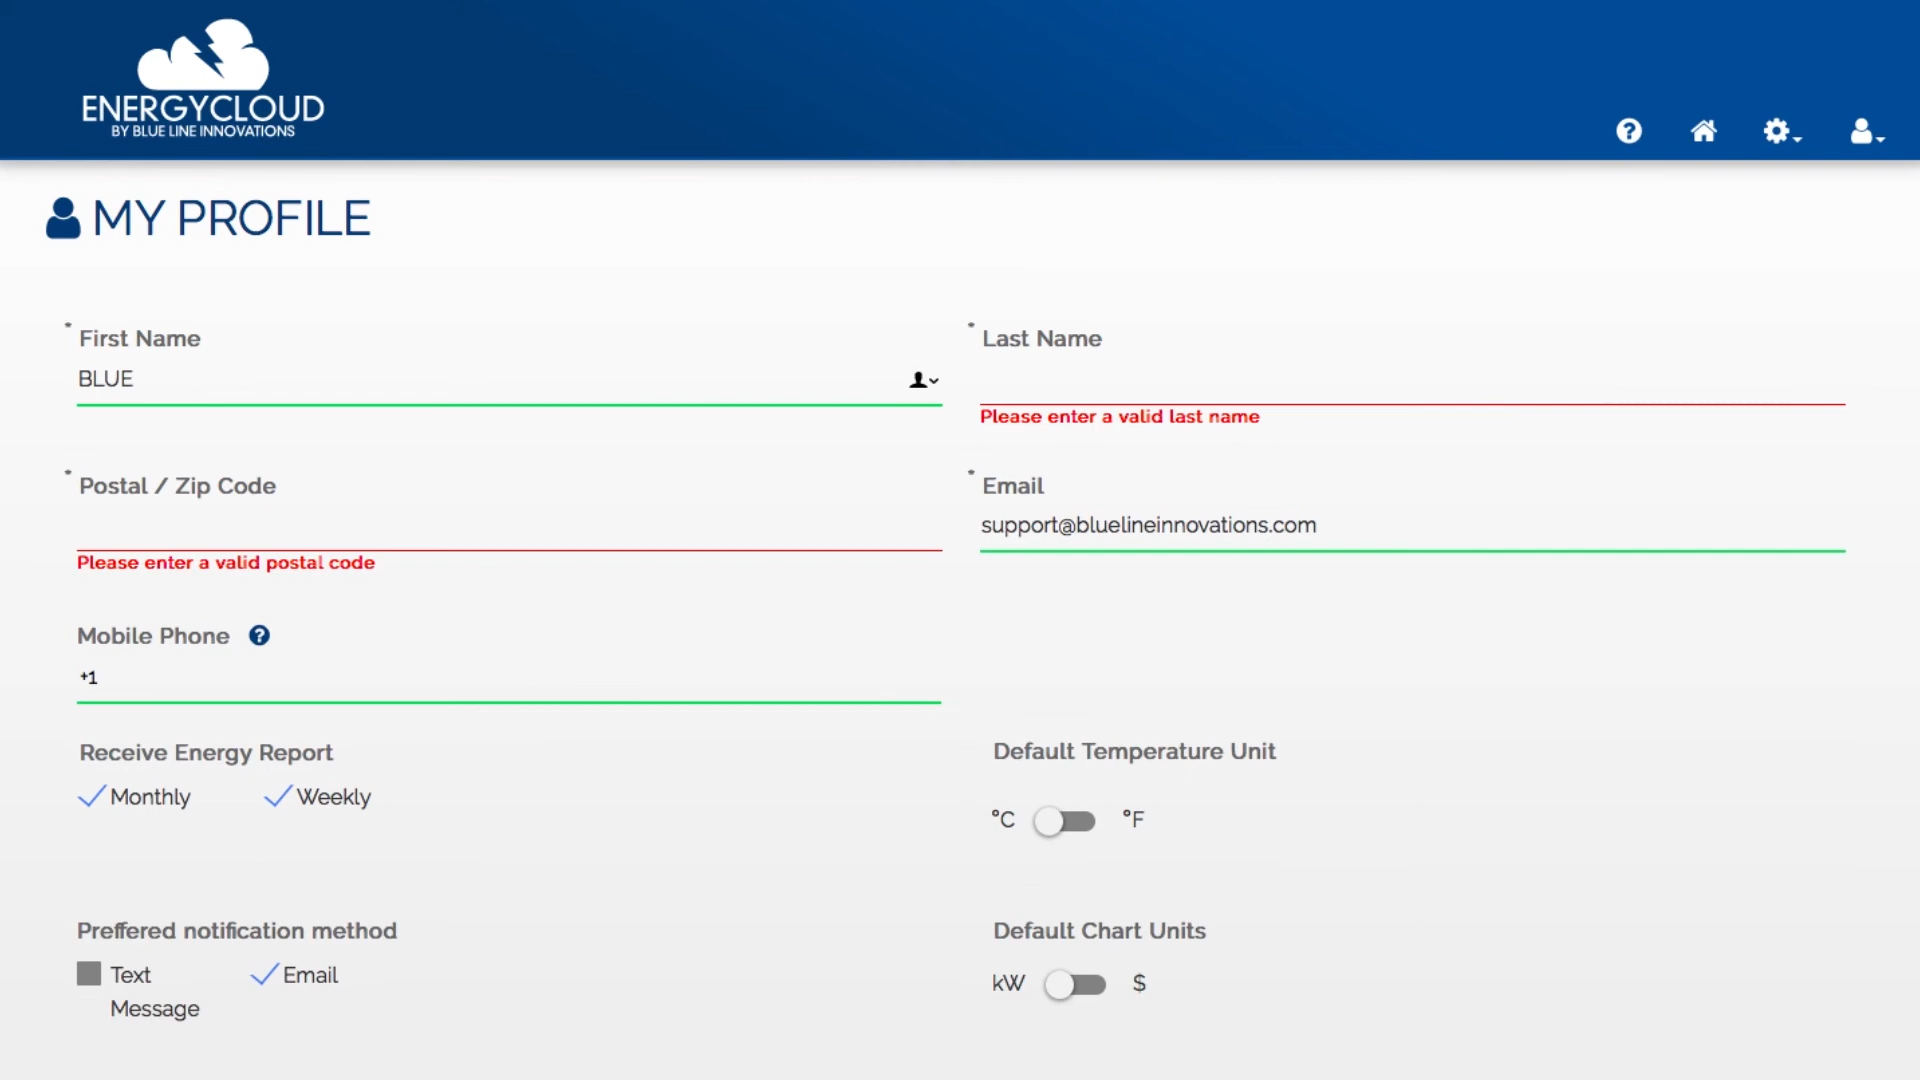 ENERGYCLOUD
BY BLUE LINE INNOVATIONS
MY PROFILE
* First Name
BLUE
* Last Name
Please enter a valid last name
* Postal / Zip Code
Please enter a valid postal code
* Email
support@bluelineinnovations.com
Mobile Phone ?
+1
Receive Energy Report
Monthly Weekly
Default Temperature Unit
°C °F
Preffered notification method
Text Message
Email
Default Chart Units
kW $